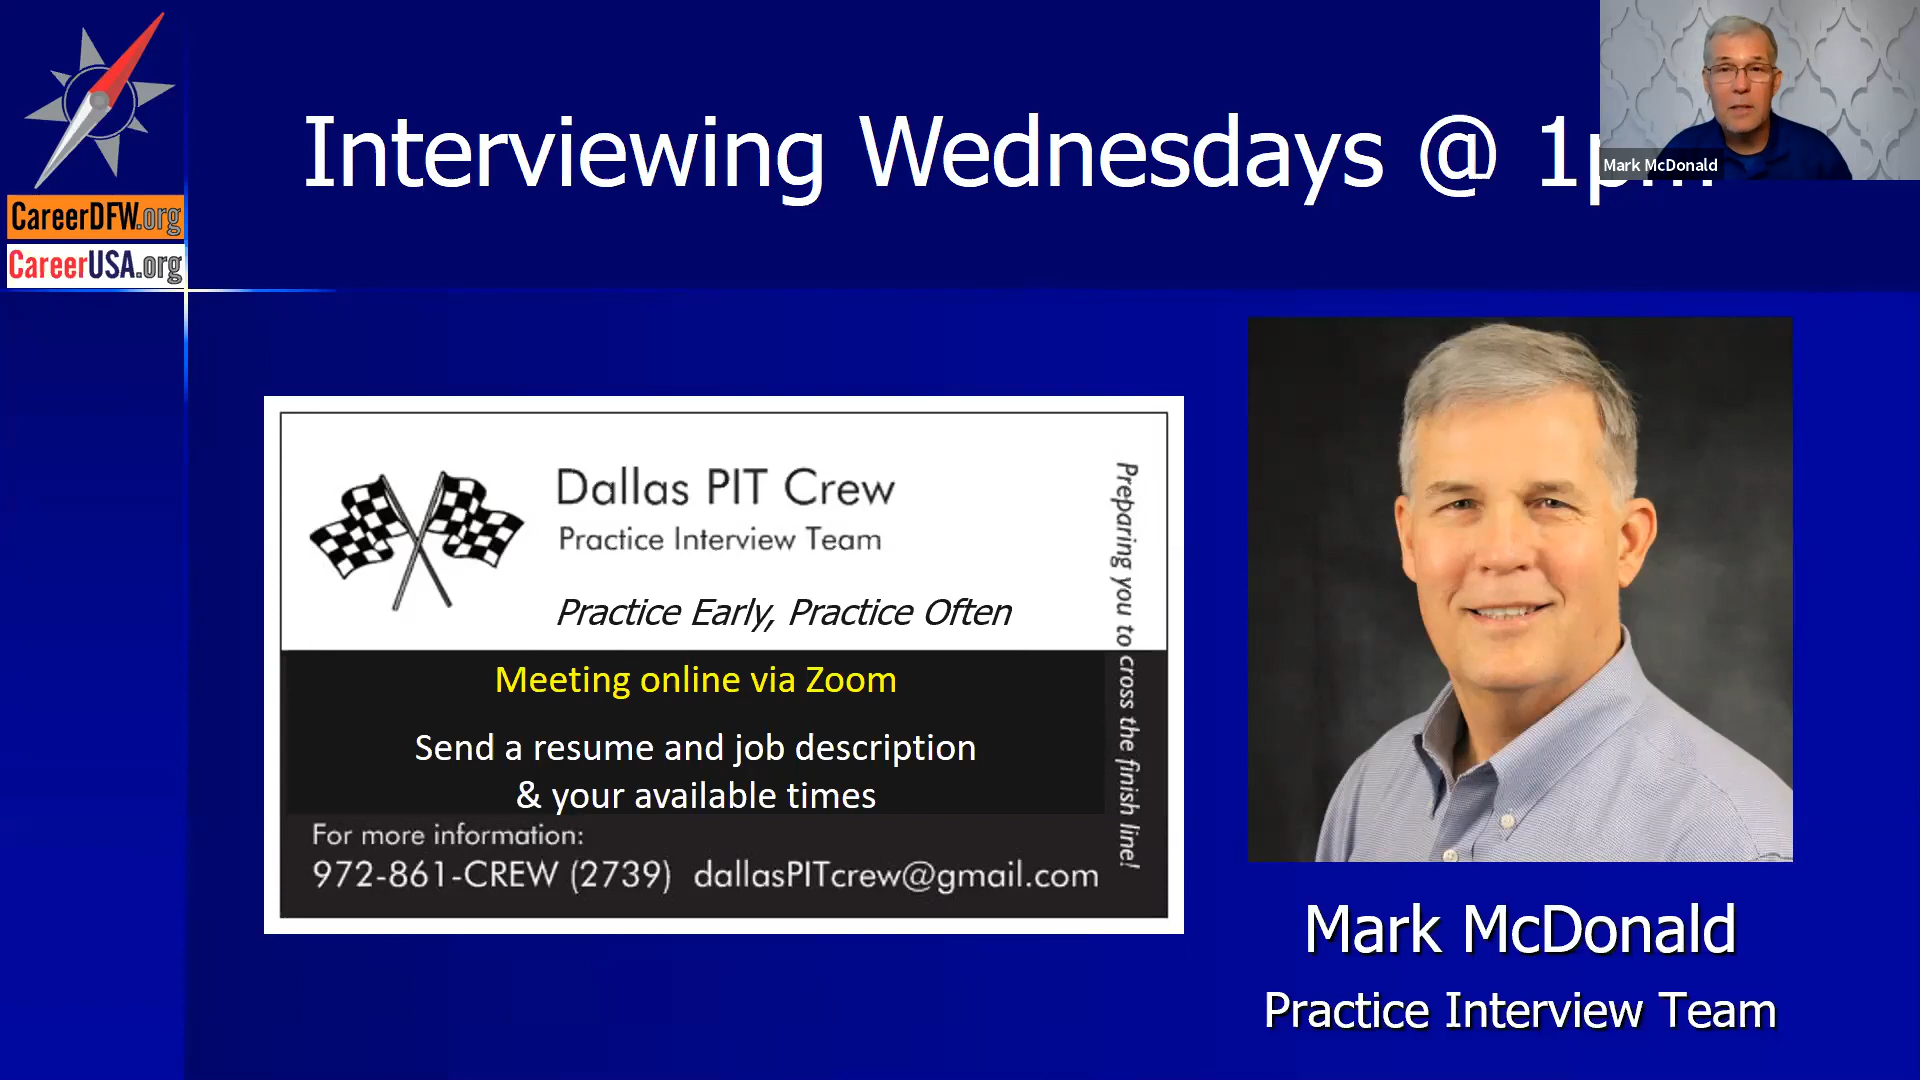 Interviewing Wednesdays @ 1pm
Mark McDonald
CareerDFW.org
CareerUSA.org
Dallas PIT Crew
Practice Interview Team
Practice Early, Practice Often
Preparing you to cross the finish line!
Meeting online via Zoom
Send a resume and job description
& your available times
For more information:
972-861-CREW (2739) dallasPITcrew@gmail.com
Mark McDonald
Practice Interview Team